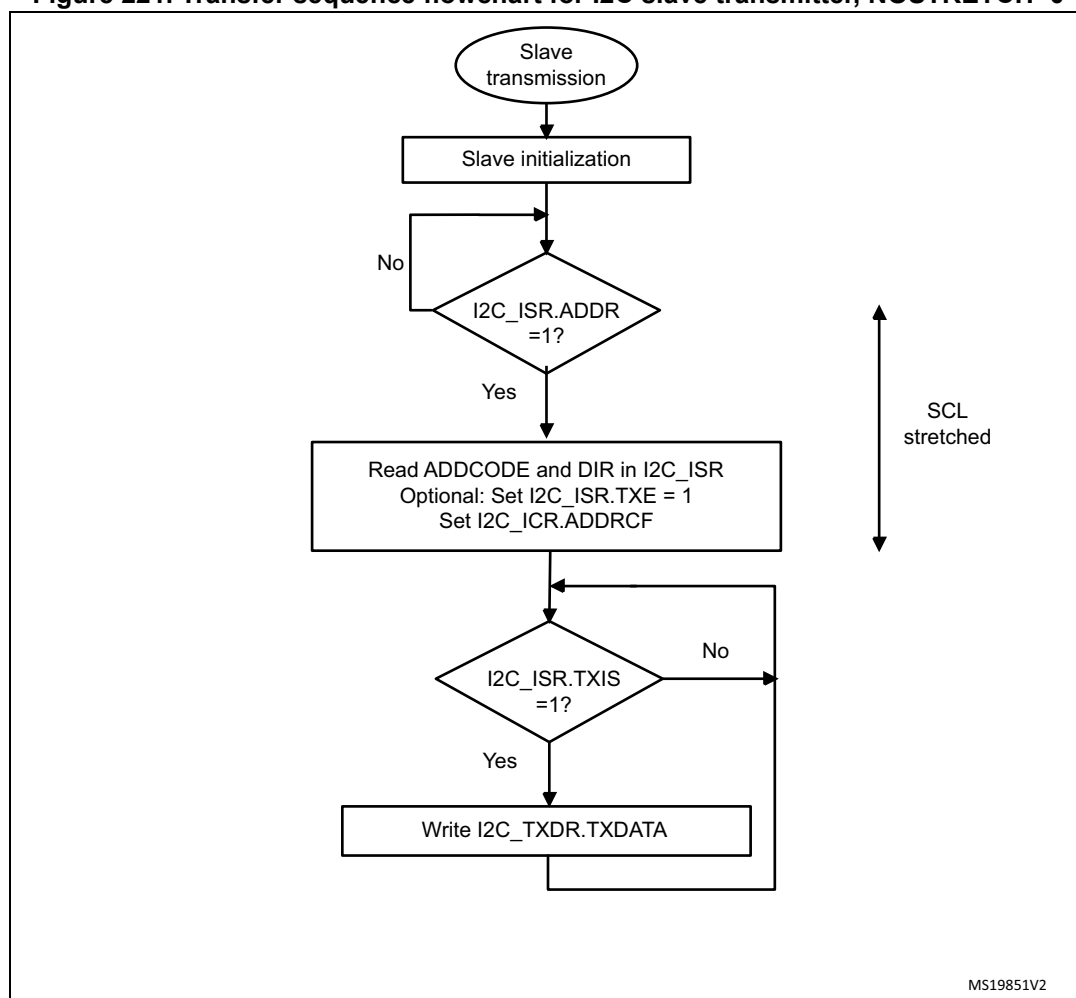 Slave
transmission
Slave initialization
No
I2C_ISR.ADDR
=1?
Yes
SCL
stretched
Read ADDCODE and DIR in I2C_ISR
Optional: Set I2C_ISR.TXE = 1
Set I2C_ICR.ADDRCF
No
I2C_ISR.TXIS
=1?
Yes
Write I2C_TXDR.TXDATA
MS19851V2